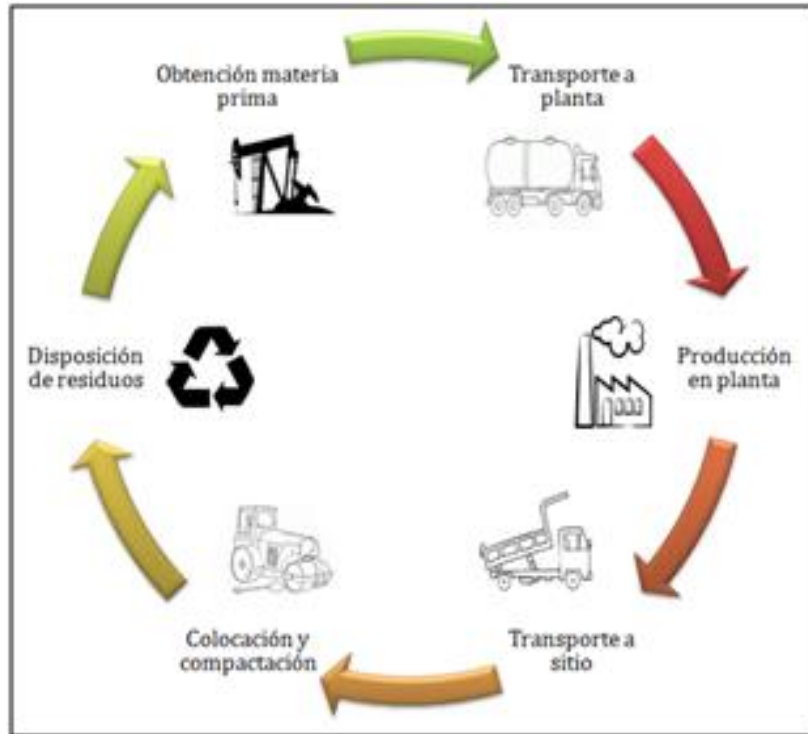 Obtención materia
prima
Transporte a
planta
Producción
en planta
Transporte a
sitio
Colocación y
compactación
Disposición
de residuos